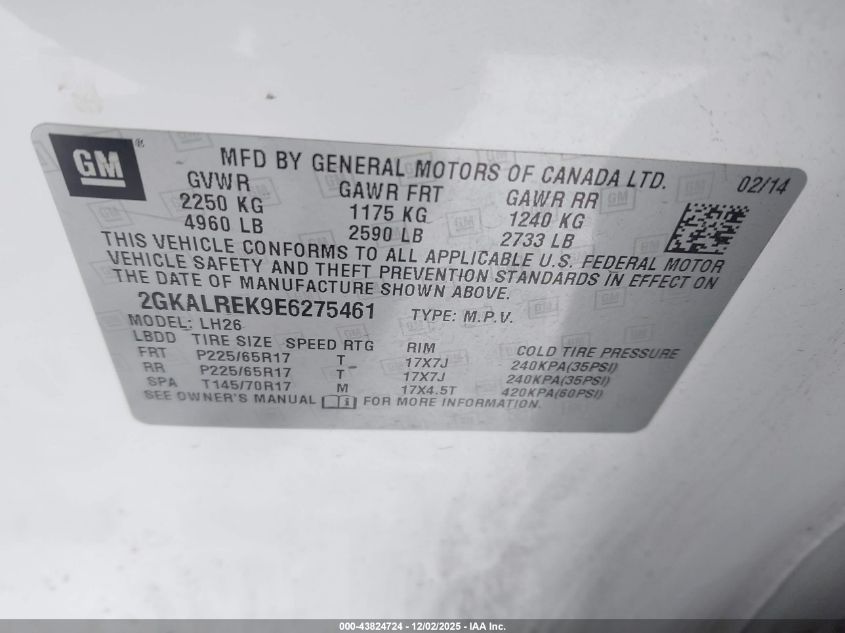 GM ®
MFD BY GENERAL MOTORS OF CANADA LTD. 02/14
GVWR GAWR FRT GAWR RR
2250 KG 1175 KG 1240 KG
4960 LB 2590 LB 2733 LB
THIS VEHICLE CONFORMS TO ALL APPLICABLE U.S. FEDERAL MOTOR
VEHICLE SAFETY AND THEFT PREVENTION STANDARDS IN EFFECT ON
THE DATE OF MANUFACTURE SHOWN ABOVE.
2GKALREK9E6275461 TYPE: M.P.V.
MODEL: LH26
LBDD TIRE SIZE SPEED RTG RIM COLD TIRE PRESSURE
FRT P225/65R17 T 17X7J 240KPA(35PSI)
RR P225/65R17 T 17X7J 240KPA(35PSI)
SPA T145/70R17 M 17X4.5T 420KPA(60PSI)
SEE OWNER'S MANUAL FOR MORE INFORMATION.
000-43824724 - 12/02/2025 - IAA Inc.